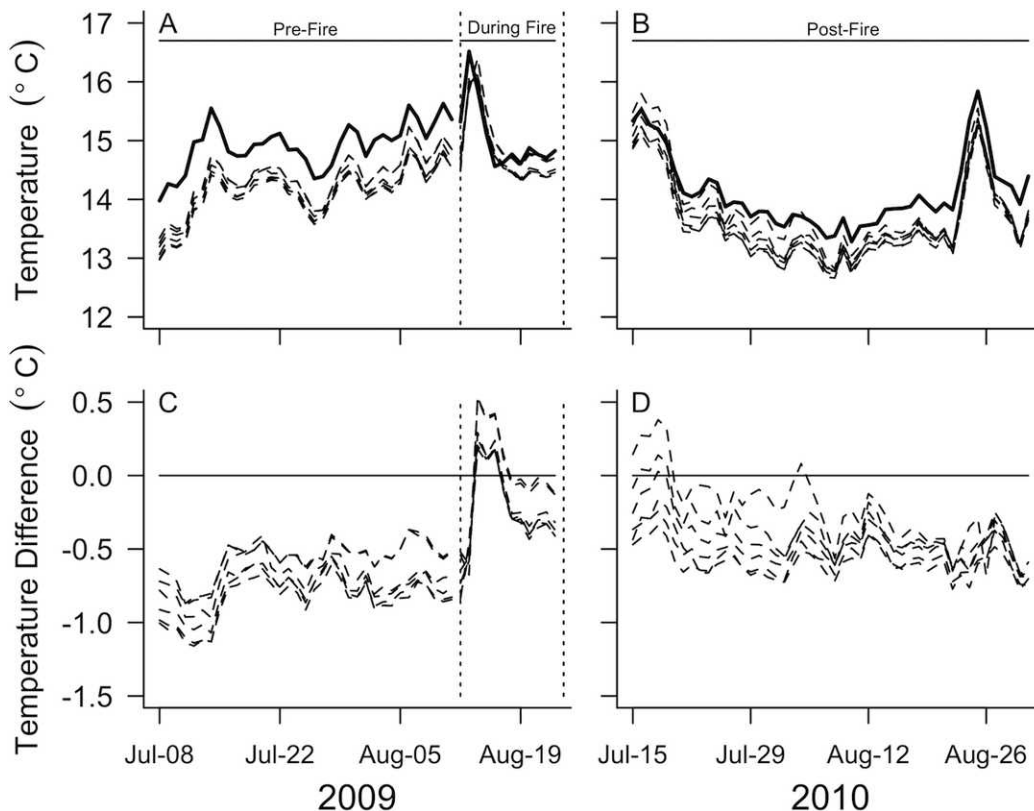 A
Pre-Fire
During Fire
B
Post-Fire
Temperature (° C)
17
16
15
14
13
12
C
D
Temperature Difference (° C)
0.5
0.0
-0.5
-1.0
-1.5
Jul-08
Jul-22
Aug-05
Aug-19
Jul-15
Jul-29
Aug-12
Aug-26
2009
2010